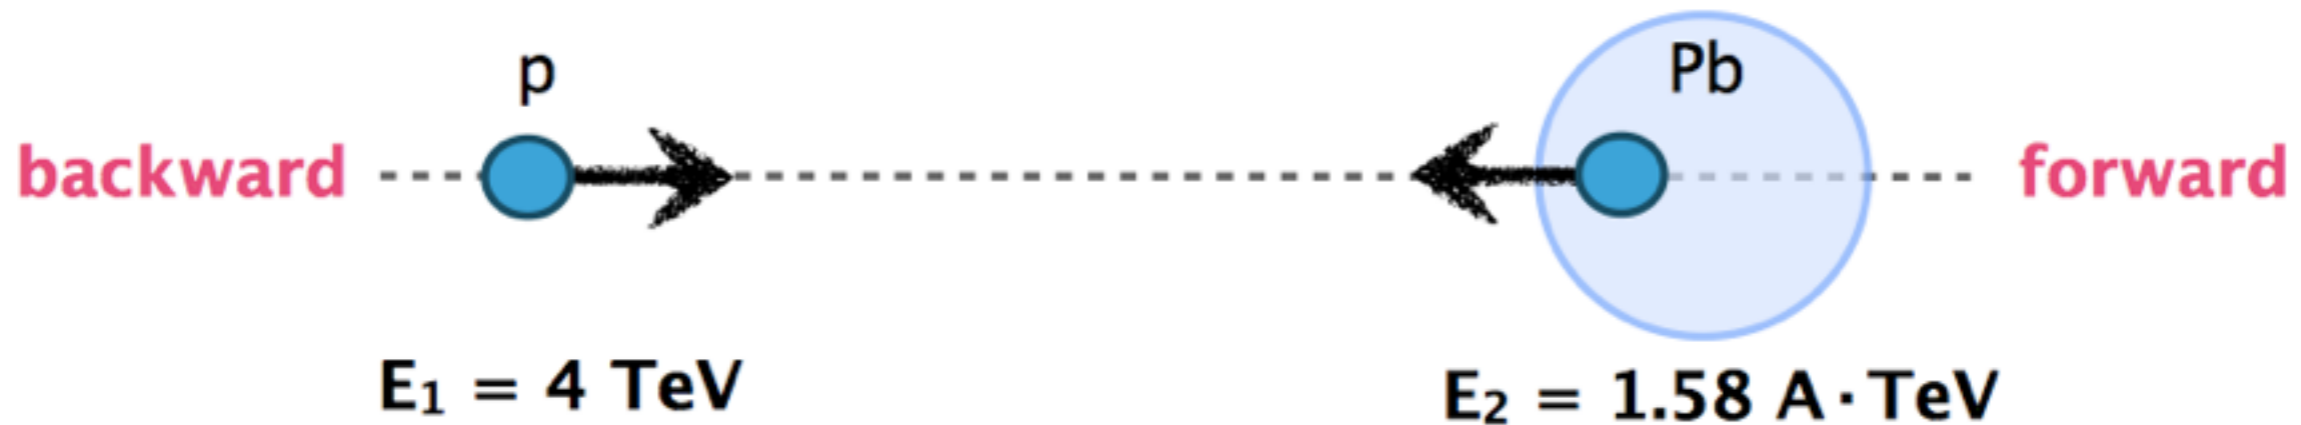 p
Pb
backward
forward
E₁ = 4 TeV
E₂ = 1.58 A·TeV